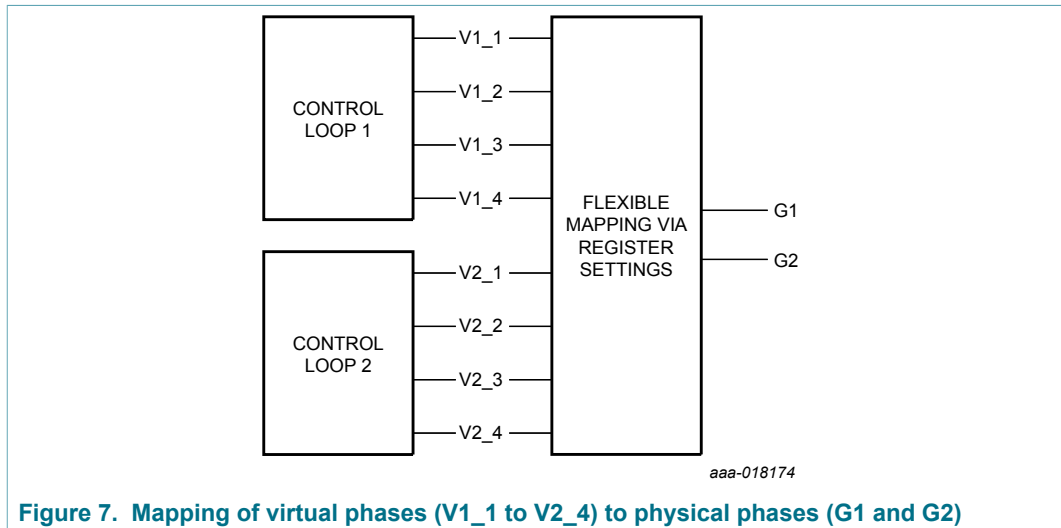 CONTROL
LOOP 1
V1_1
V1_2
V1_3
V1_4
CONTROL
LOOP 2
V2_1
V2_2
V2_3
V2_4
FLEXIBLE
MAPPING VIA
REGISTER
SETTINGS
G1
G2
aaa-018174
Figure 7. Mapping of virtual phases (V1_1 to V2_4) to physical phases (G1 and G2)